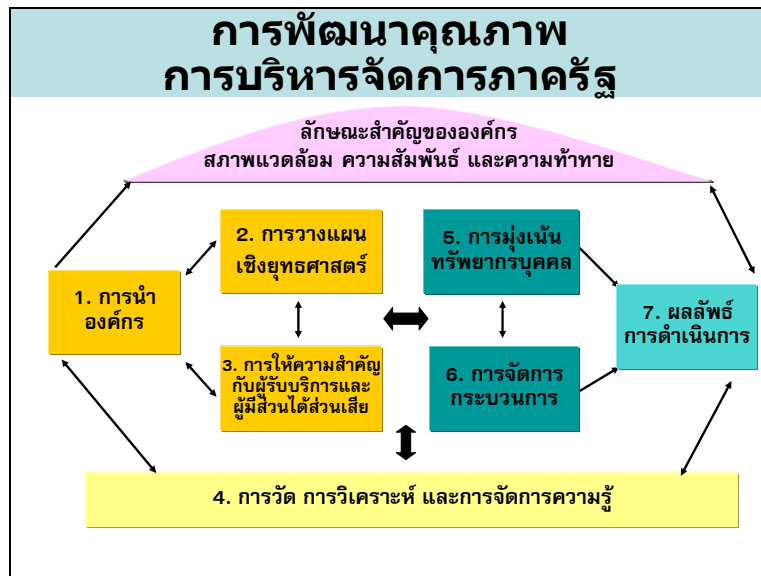 การพัฒนาคุณภาพ
การบริหารจัดการภาครัฐ
ลักษณะสำคัญขององค์กร
สภาพแวดล้อม ความสัมพันธ์ และความท้าทาย
1. การนำ
องค์กร
2. การวางแผน
เชิงยุทธศาสตร์
3. การให้ความสำคัญ
กับผู้รับบริการและ
ผู้มีส่วนได้ส่วนเสีย
5. การมุ่งเน้น
ทรัพยากรบุคคล
6. การจัดการ
กระบวนการ
7. ผลลัพธ์
การดำเนินการ
4. การวัด การวิเคราะห์ และการจัดการความรู้